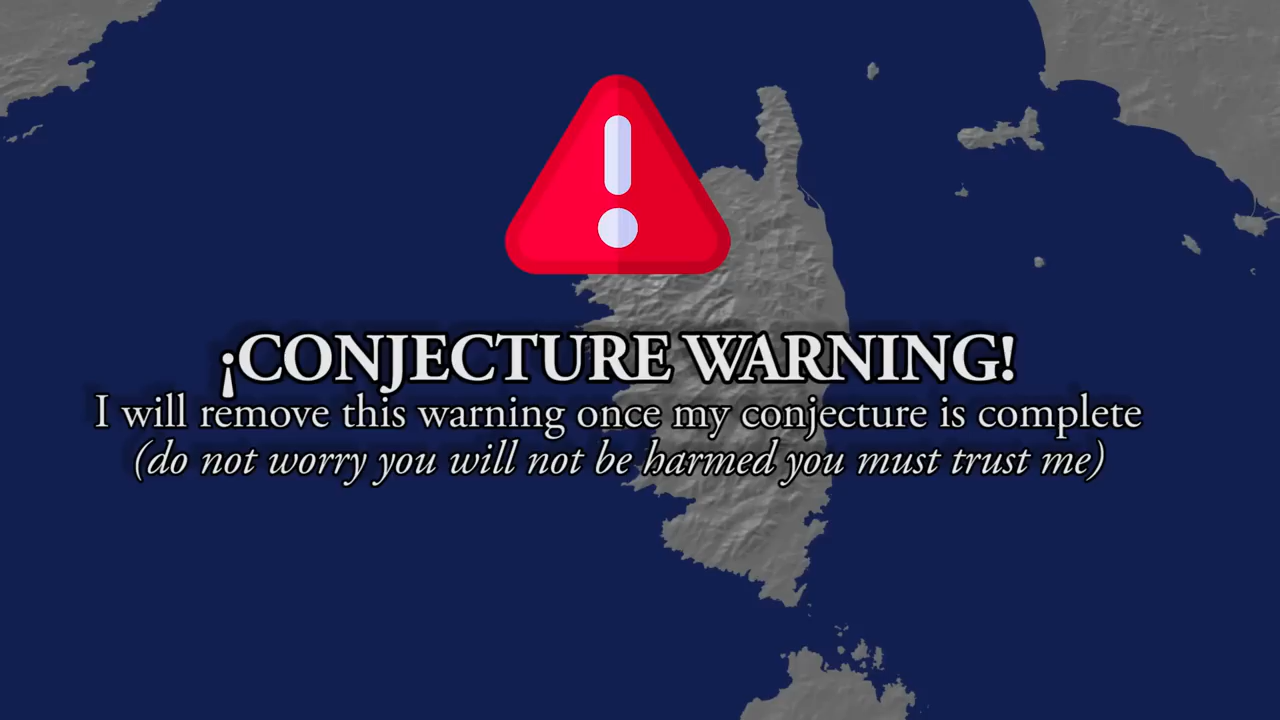 ¡CONJECTURE WARNING!
I will remove this warning once my conjecture is complete
(do not worry you will not be harmed you must trust me)